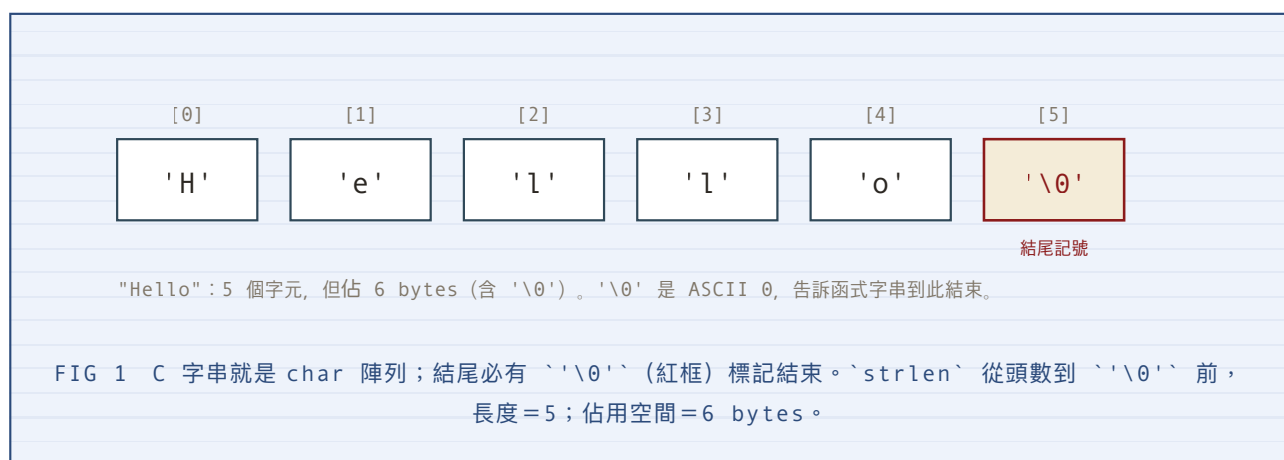 [0] [1] [2] [3] [4] [5]
'H' 'e' 'l' 'l' 'o' '\0'
結尾記號
"Hello"：5 個字元，但佔 6 bytes（含 '\0'）。'\0' 是 ASCII 0，告訴函式字串到此結束。
FIG 1 C 字串就是 char 陣列；結尾必有 `'\0'`（紅框）標記結束。`strlen` 從頭數到 `'\0'` 前，
長度＝5；佔用空間＝6 bytes。